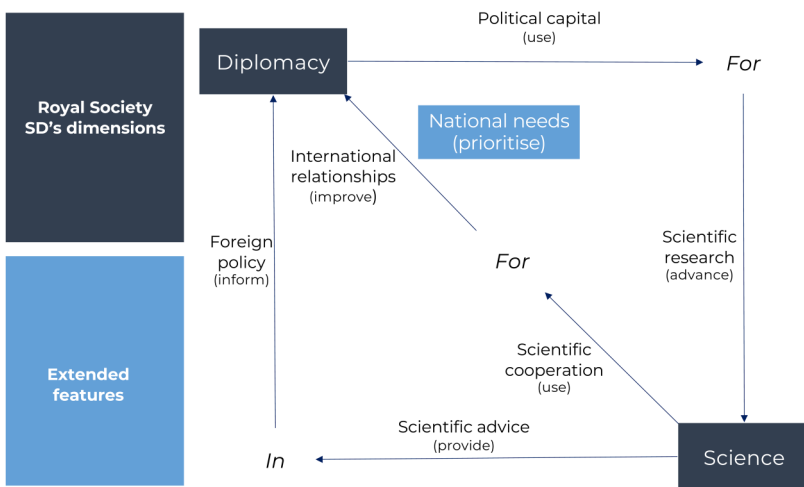 Royal Society
SD's dimensions
Extended
features
Diplomacy
Political capital
(use)
For
National needs
(prioritise)
International
relationships
(improve)
Foreign
policy
(inform)
For
Scientific
research
(advance)
Scientific
cooperation
(use)
Scientific advice
(provide)
In
Science